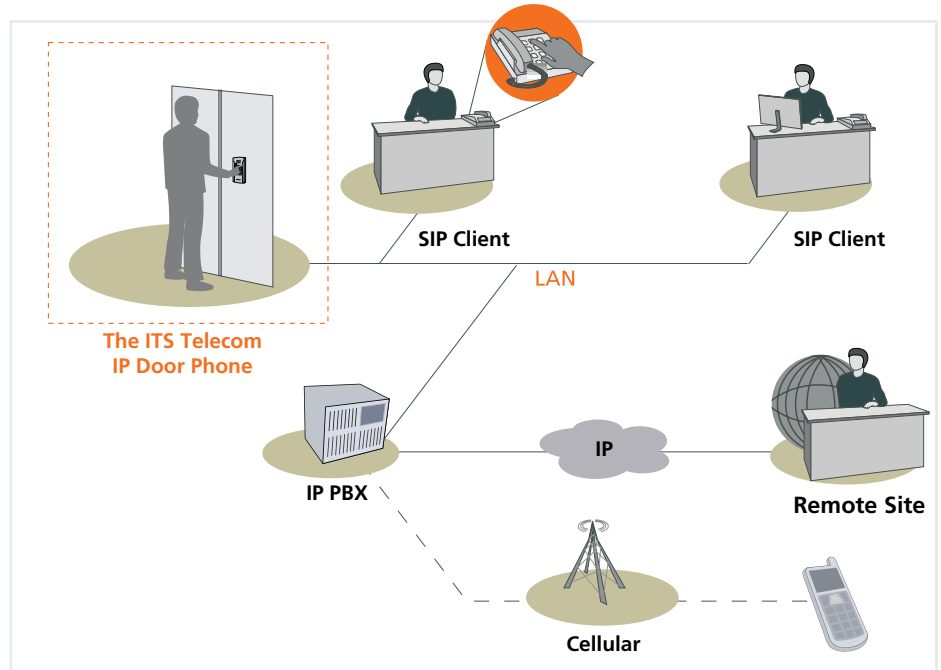 SIP Client
SIP Client
LAN
The ITS Telecom
IP Door Phone
IP
IP PBX
Remote Site
Cellular